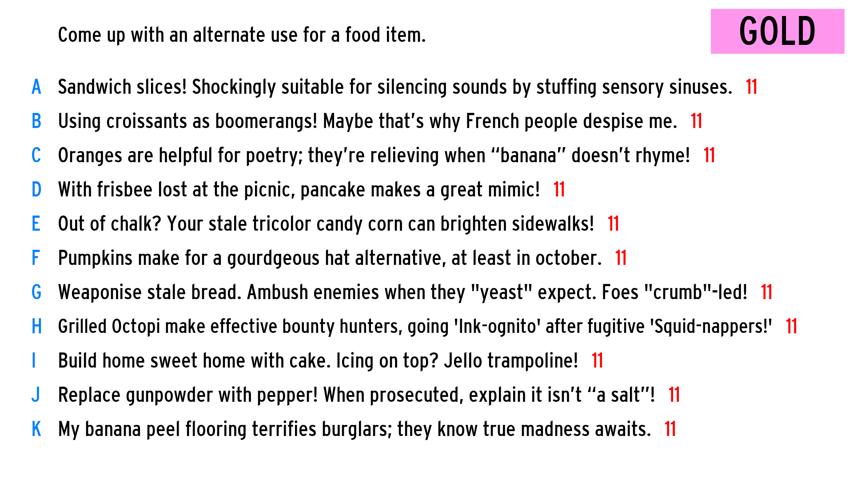 Come up with an alternate use for a food item.
GOLD
A Sandwich slices! Shockingly suitable for silencing sounds by stuffing sensory sinuses. 11
B Using croissants as boomerangs! Maybe that's why French people despise me. 11
C Oranges are helpful for poetry; they're relieving when “banana” doesn't rhyme! 11
D With frisbee lost at the picnic, pancake makes a great mimic! 11
E Out of chalk? Your stale tricolor candy corn can brighten sidewalks! 11
F Pumpkins make for a gourdgeous hat alternative, at least in october. 11
G Weaponise stale bread. Ambush enemies when they "yeast" expect. Foes "crumb"-led! 11
H Grilled Octopi make effective bounty hunters, going 'Ink-ognito' after fugitive 'Squid-nappers!' 11
I Build home sweet home with cake. Icing on top? Jello trampoline! 11
J Replace gunpowder with pepper! When prosecuted, explain it isn't “a salt”! 11
K My banana peel flooring terrifies burglars; they know true madness awaits. 11